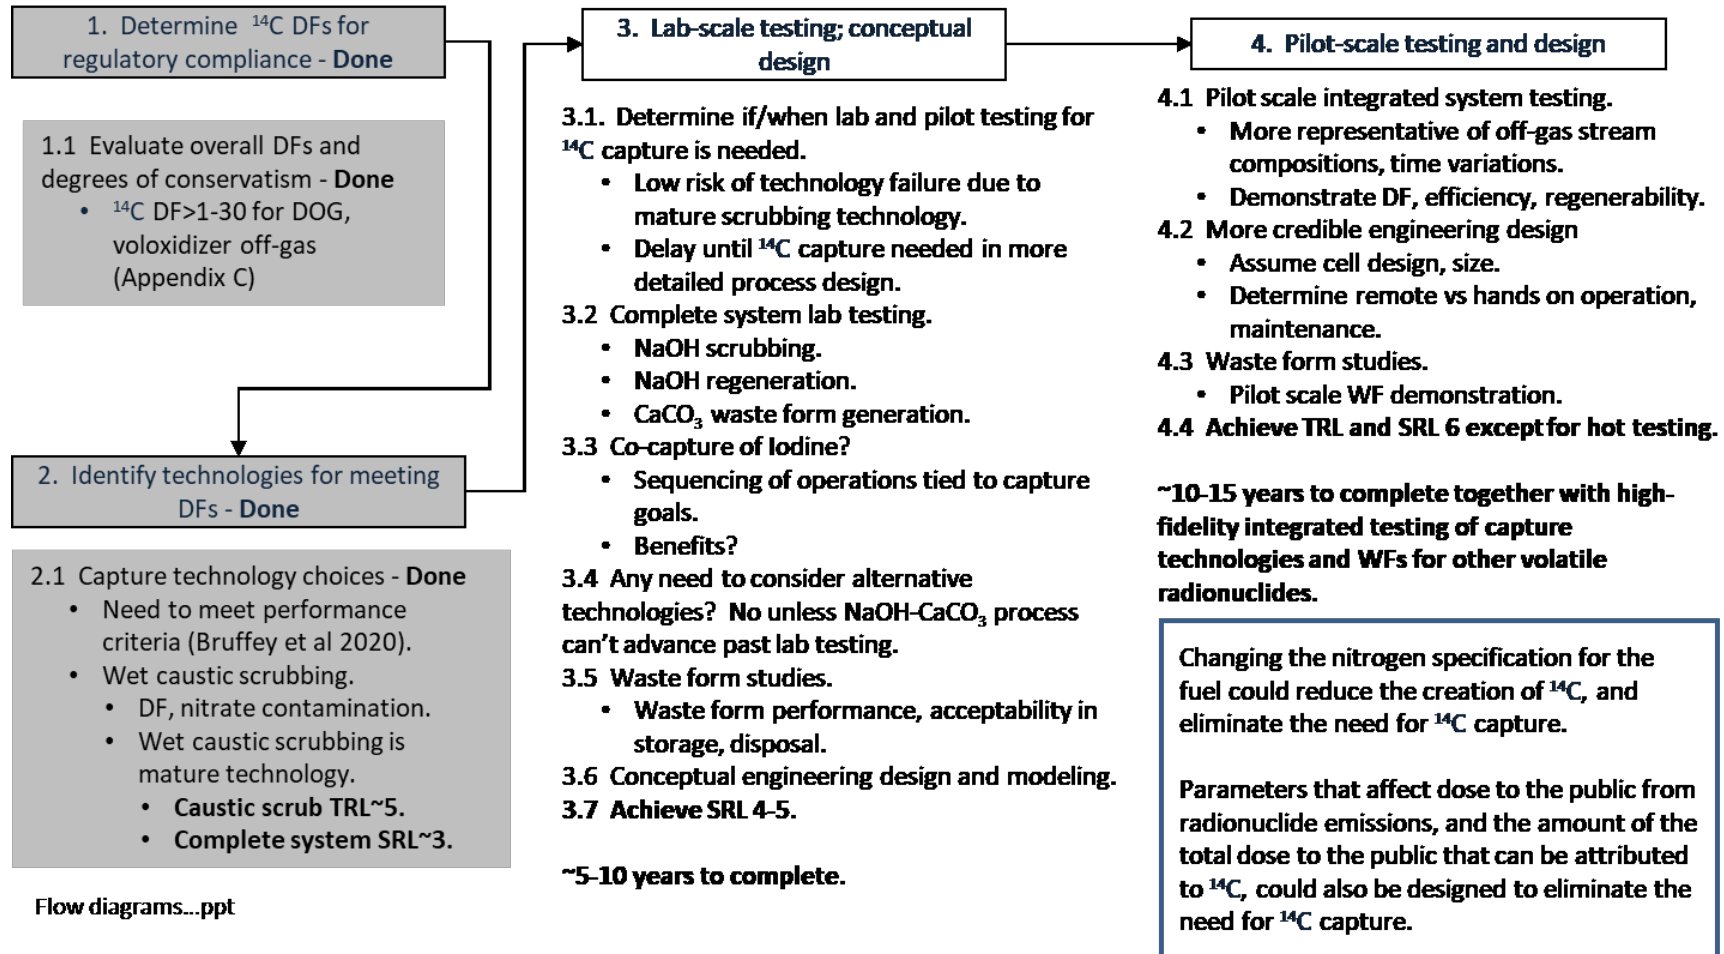 1. Determine ¹⁴C DFs for
regulatory compliance - Done
1.1 Evaluate overall DFs and
degrees of conservatism - Done
• ¹⁴C DF>1-30 for DOG,
voloxidizer off-gas
(Appendix C)
2. Identify technologies for meeting
DFs - Done
2.1 Capture technology choices - Done
• Need to meet performance
criteria (Bruffey et al 2020).
• Wet caustic scrubbing.
• DF, nitrate contamination.
• Wet caustic scrubbing is
mature technology.
• Caustic scrub TRL~5.
• Complete system SRL~3.
Flow diagrams...ppt
3. Lab-scale testing; conceptual
design
3.1. Determine if/when lab and pilot testing for
¹⁴C capture is needed.
• Low risk of technology failure due to
mature scrubbing technology.
• Delay until ¹⁴C capture needed in more
detailed process design.
3.2 Complete system lab testing.
• NaOH scrubbing.
• NaOH regeneration.
• CaCO₃ waste form generation.
3.3 Co-capture of Iodine?
• Sequencing of operations tied to capture
goals.
• Benefits?
3.4 Any need to consider alternative
technologies? No unless NaOH-CaCO₃ process
can't advance past lab testing.
3.5 Waste form studies.
• Waste form performance, acceptability in
storage, disposal.
3.6 Conceptual engineering design and modeling.
3.7 Achieve SRL 4-5.
~5-10 years to complete.
4. Pilot-scale testing and design
4.1 Pilot scale integrated system testing.
• More representative of off-gas stream
compositions, time variations.
• Demonstrate DF, efficiency, regenerability.
4.2 More credible engineering design
• Assume cell design, size.
• Determine remote vs hands on operation,
maintenance.
4.3 Waste form studies.
• Pilot scale WF demonstration.
4.4 Achieve TRL and SRL 6 except for hot testing.
~10-15 years to complete together with high-
fidelity integrated testing of capture
technologies and WFs for other volatile
radionuclides.
Changing the nitrogen specification for the
fuel could reduce the creation of ¹⁴C, and
eliminate the need for ¹⁴C capture.
Parameters that affect dose to the public from
radionuclide emissions, and the amount of the
total dose to the public that can be attributed
to ¹⁴C, could also be designed to eliminate the
need for ¹⁴C capture.